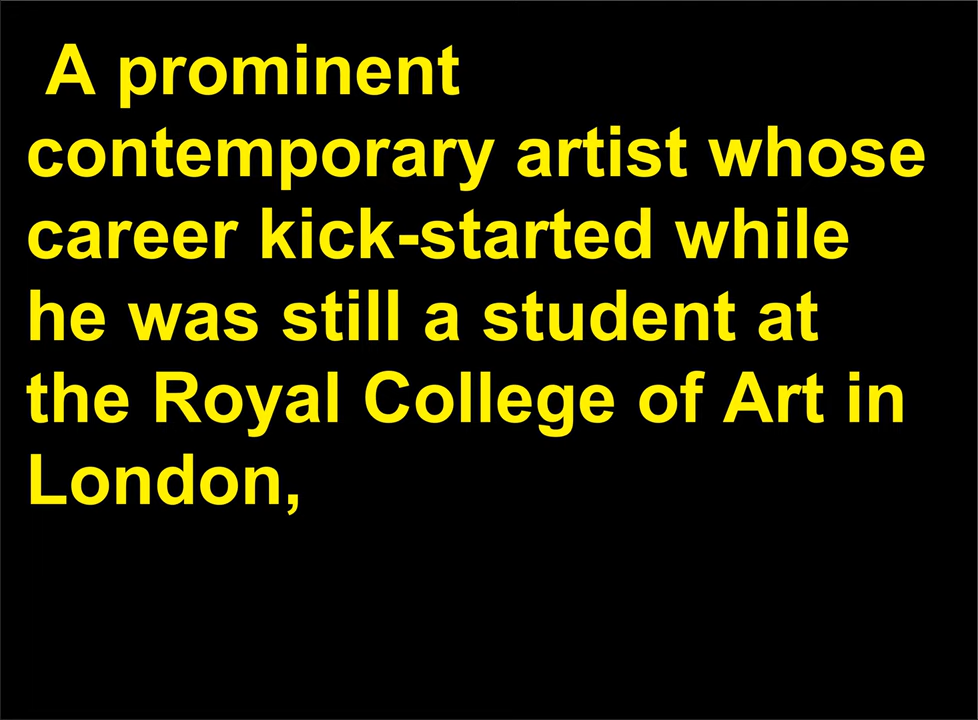 A prominent
contemporary artist whose
career kick-started while
he was still a student at
the Royal College of Art in
London,